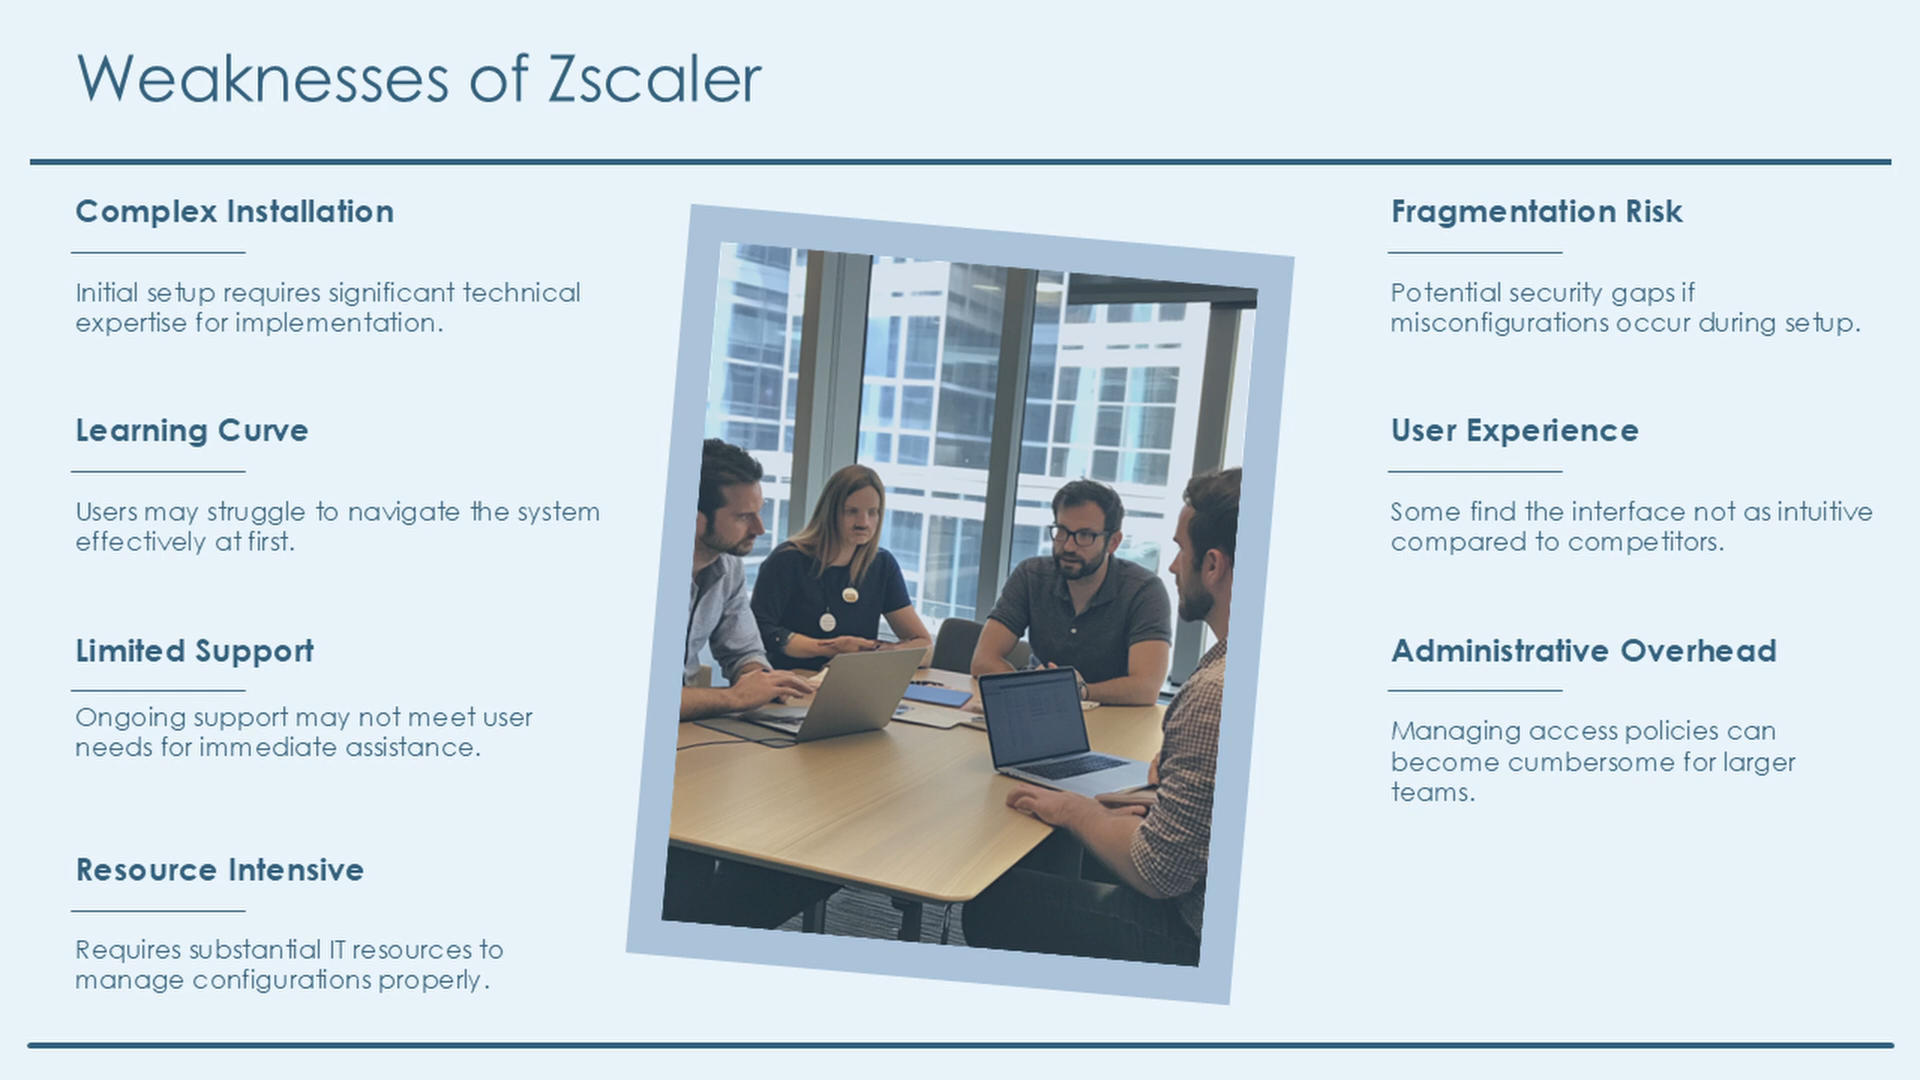 Weaknesses of Zscaler
Complex Installation
Initial setup requires significant technical
expertise for implementation.
Learning Curve
Users may struggle to navigate the system
effectively at first.
Limited Support
Ongoing support may not meet user
needs for immediate assistance.
Resource Intensive
Requires substantial IT resources to
manage configurations properly.
Fragmentation Risk
Potential security gaps if
misconfigurations occur during setup.
User Experience
Some find the interface not as intuitive
compared to competitors.
Administrative Overhead
Managing access policies can
become cumbersome for larger
teams.